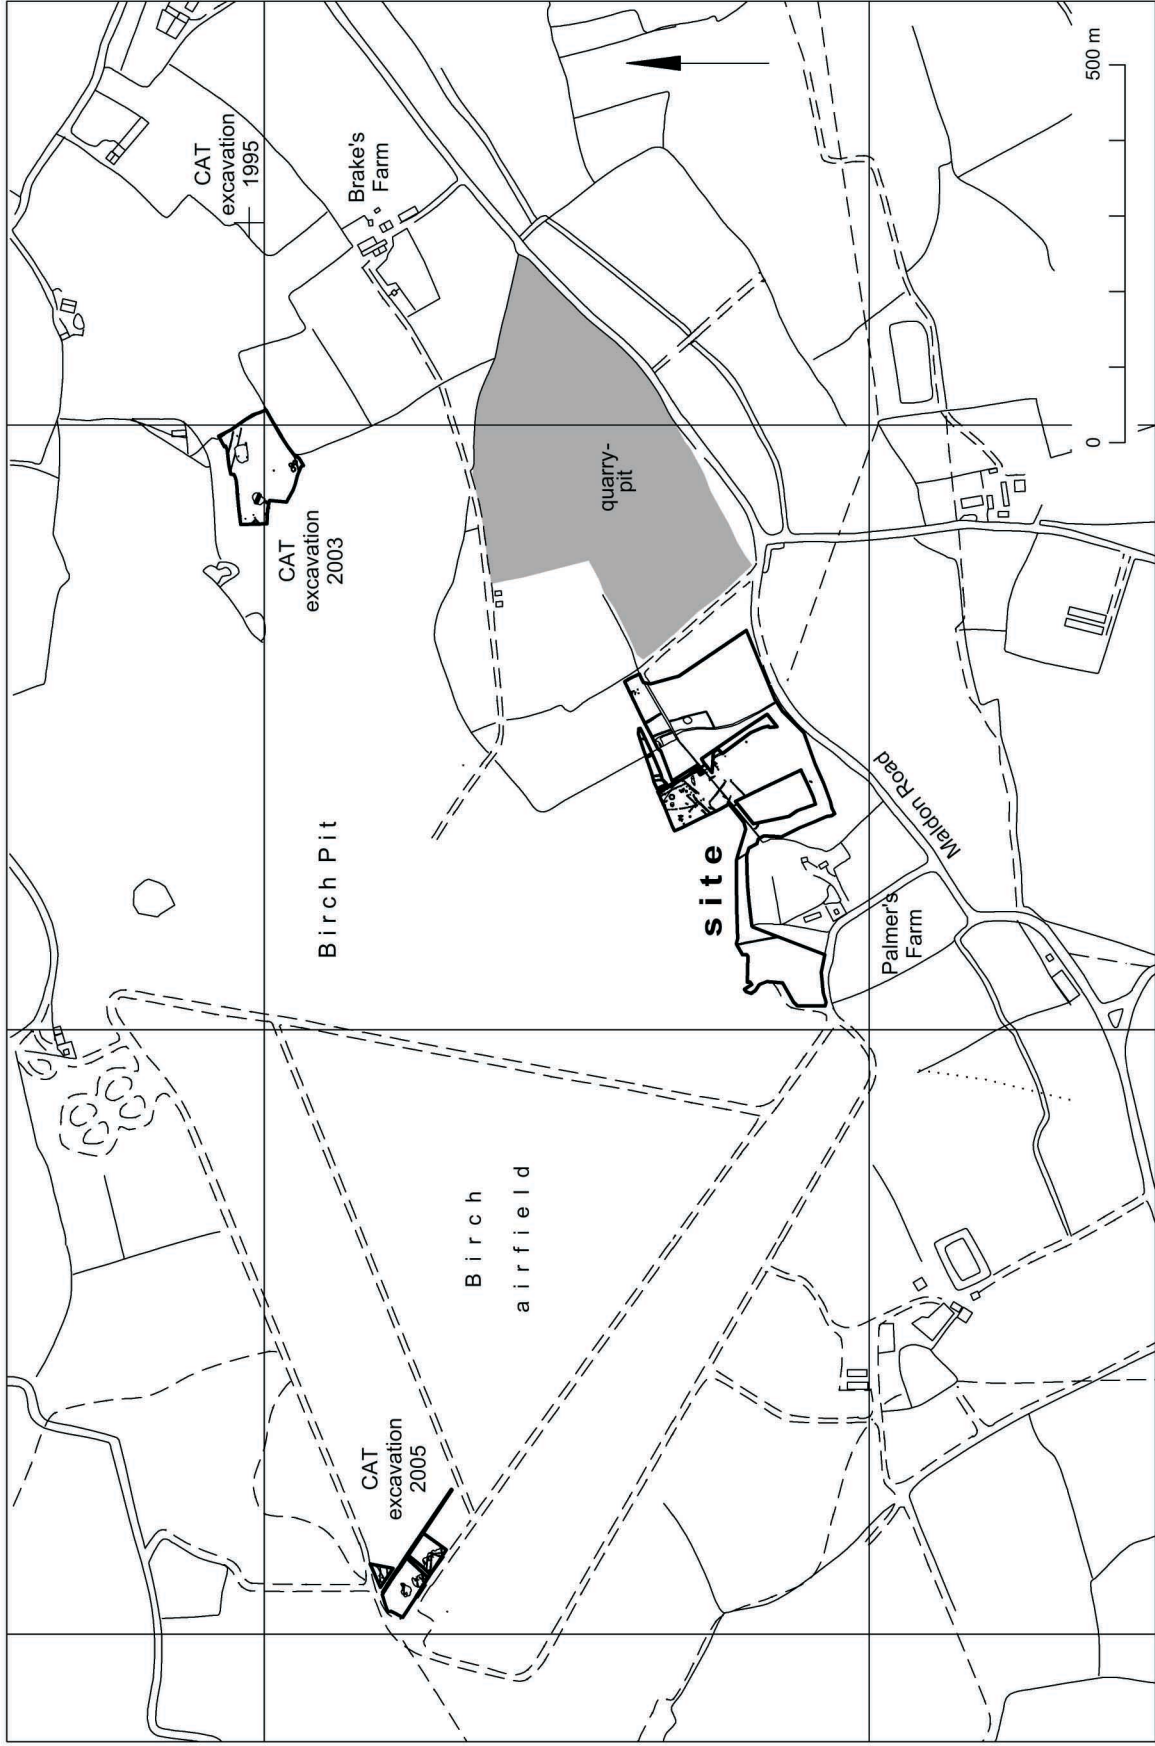 CAT
excavation
1995
Brake's
Farm
500 m
0
CAT
excavation
2003
quarry-
pit
Birch Pit
site
Maldon Road
Palmer's
Farm
Birch
airfield
CAT
excavation
2005